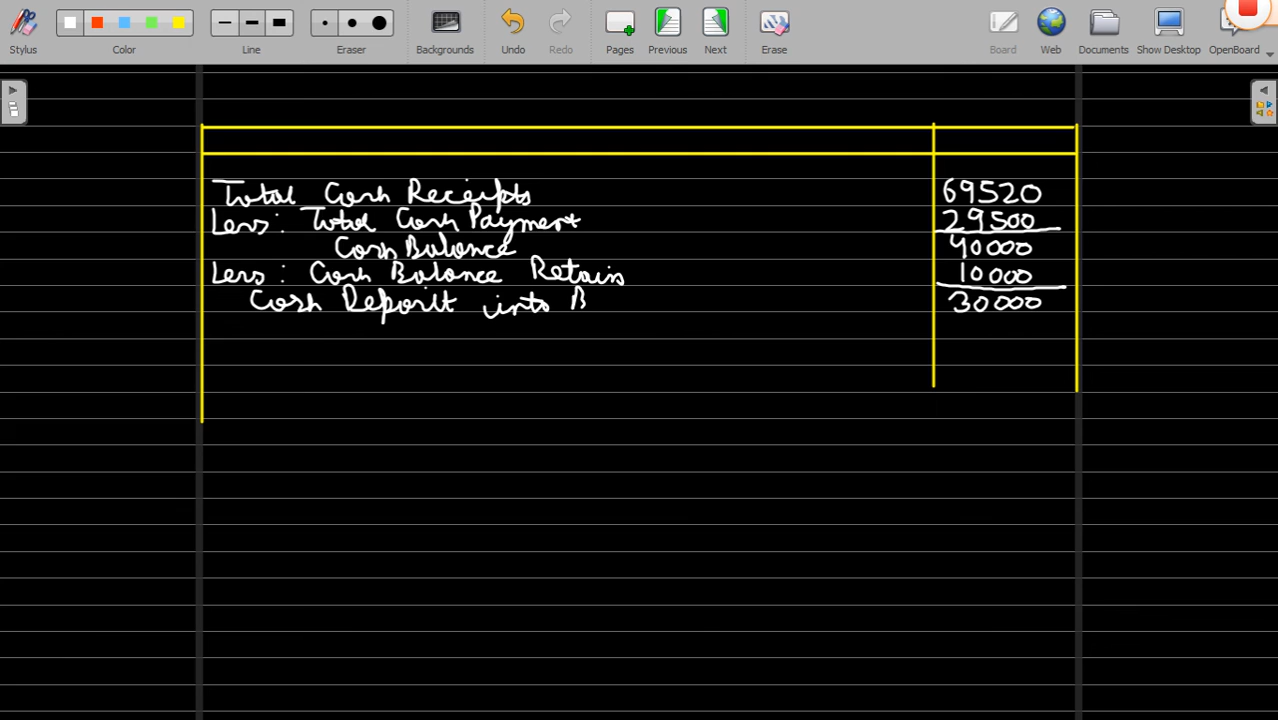 Stylus Color Line Eraser Backgrounds Undo Redo Pages Previous Next Erase Board Web Documents Show Desktop OpenBoard
Total Cash Receipts 69520
Less: Total Cash Payment 29500
Cash Balance 40000
Less: Cash Balance Retains 10000
Cash Deposit into B 30000